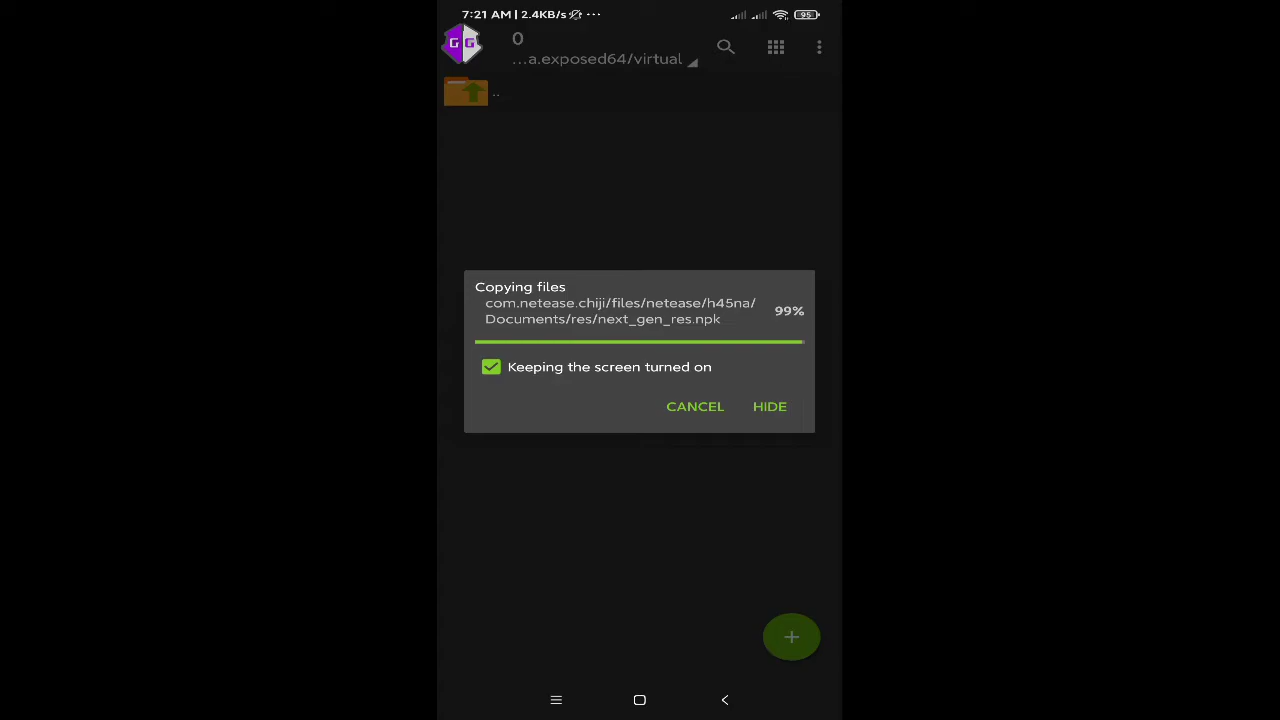 7:21 AM | 2.4KB/s ··· 95
G G
0
...a.exposed64/virtual
..
Copying files
com.netease.chiji/files/netease/h45na/
Documents/res/next_gen_res.npk
99%
Keeping the screen turned on
CANCEL HIDE